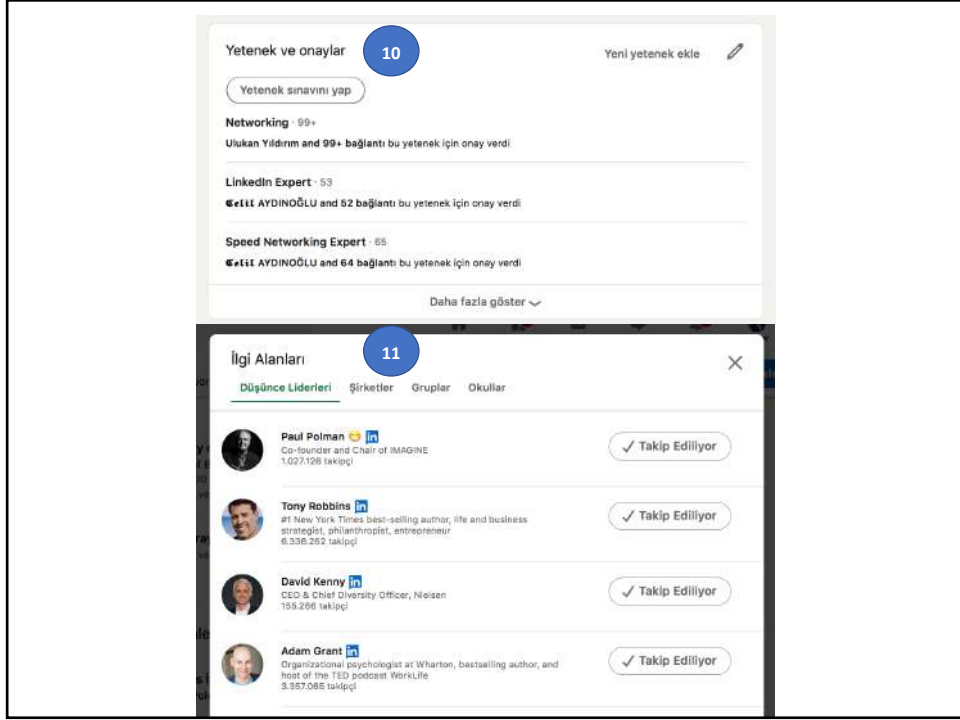 Yetenek ve onaylar
10
Yeni yetenek ekle
Yetenek sınavını yap
Networking · 99+
Ulukan Yıldırım and 99+ bağlantı bu yetenek için onay verdi
LinkedIn Expert · 53
𝕮𝖊𝖑𝖎𝖑 AYDINOĞLU and 52 bağlantı bu yetenek için onay verdi
Speed Networking Expert · 65
𝕮𝖊𝖑𝖎𝖑 AYDINOĞLU and 64 bağlantı bu yetenek için onay verdi
Daha fazla göster
İlgi Alanları
11
Düşünce Liderleri Şirketler Gruplar Okullar
Paul Polman 😁 in
Co-founder and Chair of IMAGINE
1.027.126 takipçi
✓ Takip Ediliyor
Tony Robbins in
#1 New York Times best-selling author, life and business
strategist, philanthropist, entrepreneur
6.338.262 takipçi
✓ Takip Ediliyor
David Kenny in
CEO & Chief Diversity Officer, Nielsen
155.266 takipçi
✓ Takip Ediliyor
Adam Grant in
Organizational psychologist at Wharton, bestselling author, and
host of the TED podcast WorkLife
3.357.065 takipçi
✓ Takip Ediliyor